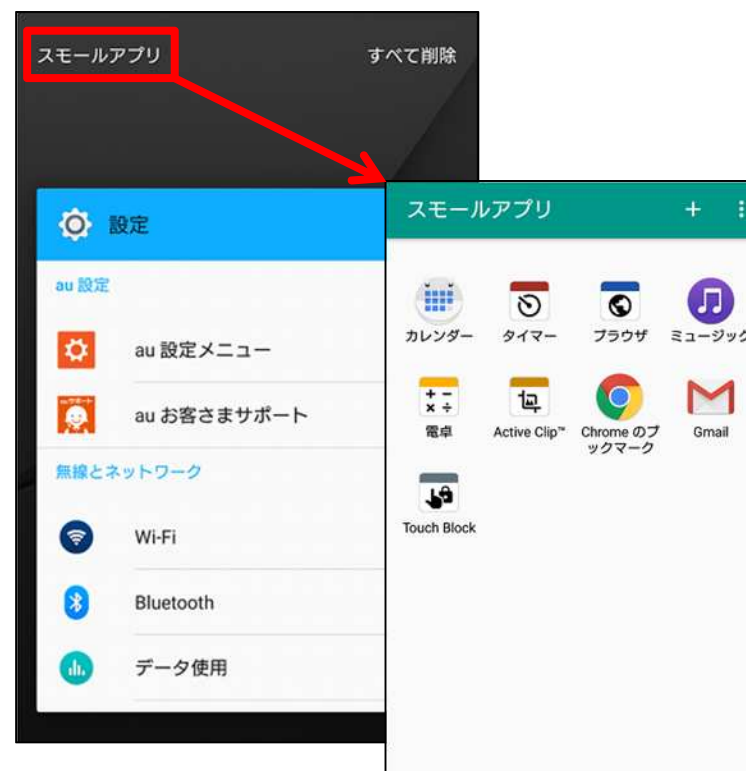 スモールアプリ
すべて削除
設定
au 設定
au 設定メニュー
au お客さまサポート
無線とネットワーク
Wi-Fi
Bluetooth
データ使用
スモールアプリ
+
カレンダー
タイマー
ブラウザ
ミュージック
電卓
Active Clip™
Chrome のブ
ックマーク
Gmail
Touch Block